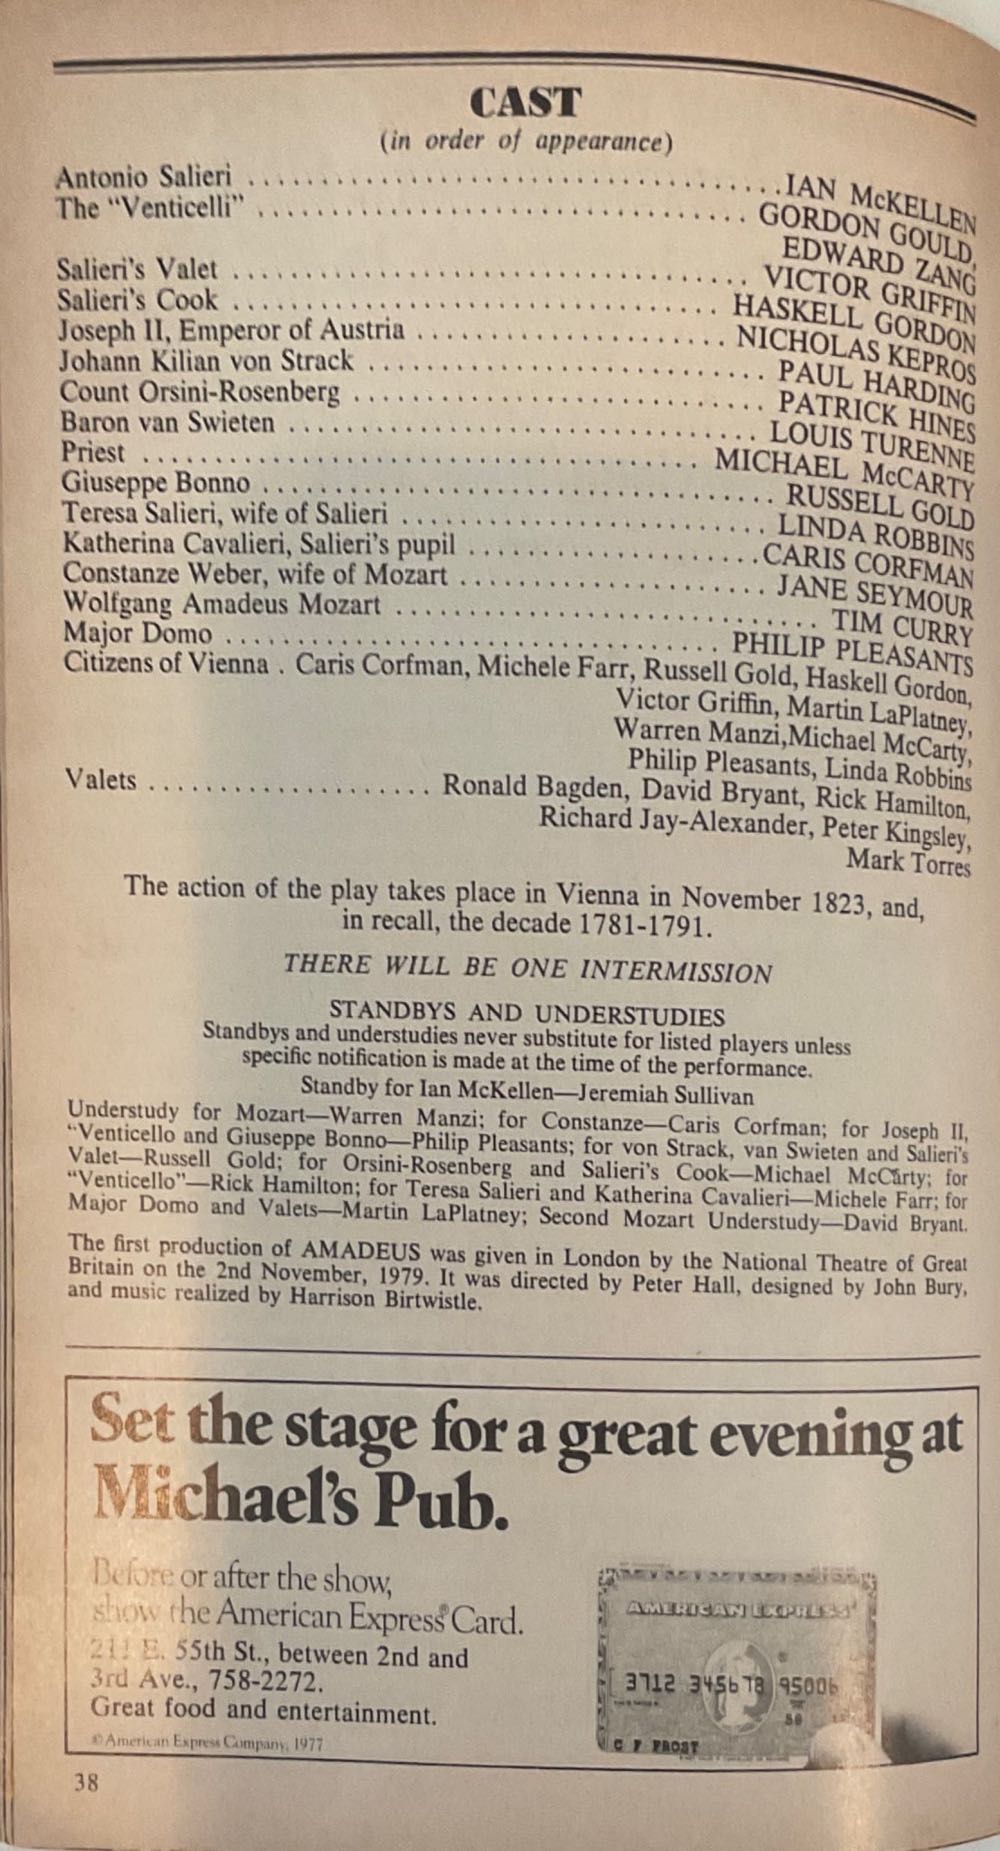 CAST
(in order of appearance)
Antonio Salieri . . . . . . . . . . . . . . . . . . . . . . . . . . . . . . . . . . . . . . IAN McKELLEN
The "Venticelli" . . . . . . . . . . . . . . . . . . . . . . . . . . . . . . . . . . . GORDON GOULD,
EDWARD ZANG
Salieri's Valet . . . . . . . . . . . . . . . . . . . . . . . . . . . . . . . . . . . . . VICTOR GRIFFIN
Salieri's Cook . . . . . . . . . . . . . . . . . . . . . . . . . . . . . . . . . . . HASKELL GORDON
Joseph II, Emperor of Austria . . . . . . . . . . . . . . . . . . . . . . NICHOLAS KEPROS
Johann Kilian von Strack . . . . . . . . . . . . . . . . . . . . . . . . . . . . PAUL HARDING
Count Orsini-Rosenberg . . . . . . . . . . . . . . . . . . . . . . . . . . . . . PATRICK HINES
Baron van Swieten . . . . . . . . . . . . . . . . . . . . . . . . . . . . . . . . . LOUIS TURENNE
Priest . . . . . . . . . . . . . . . . . . . . . . . . . . . . . . . . . . . . . . . . MICHAEL McCARTY
Giuseppe Bonno . . . . . . . . . . . . . . . . . . . . . . . . . . . . . . . . . . . . RUSSELL GOLD
Teresa Salieri, wife of Salieri . . . . . . . . . . . . . . . . . . . . . . . . . . LINDA ROBBINS
Katherina Cavalieri, Salieri's pupil . . . . . . . . . . . . . . . . . . . . . CARIS CORFMAN
Constanze Weber, wife of Mozart . . . . . . . . . . . . . . . . . . . . . . JANE SEYMOUR
Wolfgang Amadeus Mozart . . . . . . . . . . . . . . . . . . . . . . . . . . . . . . TIM CURRY
Major Domo . . . . . . . . . . . . . . . . . . . . . . . . . . . . . . . . . . . PHILIP PLEASANTS
Citizens of Vienna . Caris Corfman, Michele Farr, Russell Gold, Haskell Gordon,
Victor Griffin, Martin LaPlatney,
Warren Manzi,Michael McCarty,
Philip Pleasants, Linda Robbins
Valets . . . . . . . . . . . . . . . . . . . . Ronald Bagden, David Bryant, Rick Hamilton,
Richard Jay-Alexander, Peter Kingsley,
Mark Torres
The action of the play takes place in Vienna in November 1823, and,
in recall, the decade 1781-1791.
THERE WILL BE ONE INTERMISSION
STANDBYS AND UNDERSTUDIES
Standbys and understudies never substitute for listed players unless
specific notification is made at the time of the performance.
Standby for Ian McKellen—Jeremiah Sullivan
Understudy for Mozart—Warren Manzi; for Constanze—Caris Corfman; for Joseph II,
"Venticello and Giuseppe Bonno—Philip Pleasants; for von Strack, van Swieten and Salieri's
Valet—Russell Gold; for Orsini-Rosenberg and Salieri's Cook—Michael McCarty; for
"Venticello"—Rick Hamilton; for Teresa Salieri and Katherina Cavalieri—Michele Farr; for
Major Domo and Valets—Martin LaPlatney; Second Mozart Understudy—David Bryant.
The first production of AMADEUS was given in London by the National Theatre of Great
Britain on the 2nd November, 1979. It was directed by Peter Hall, designed by John Bury,
and music realized by Harrison Birtwistle.
Set the stage for a great evening at
Michael's Pub.
Before or after the show,
show the American Express® Card.
211 E. 55th St., between 2nd and
3rd Ave., 758-2272.
Great food and entertainment.
© American Express Company, 1977
AMERICAN EXPRESS
3712 345678 95006
C F FROST
38